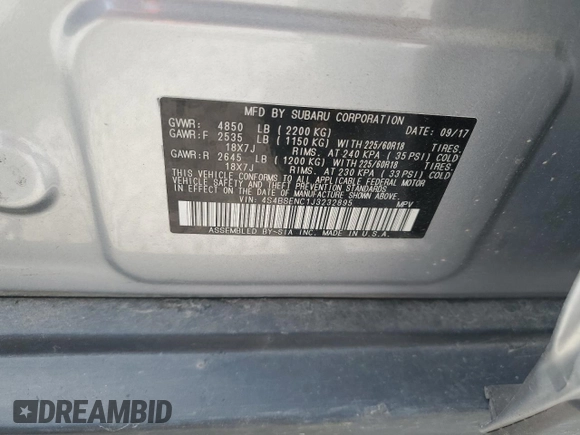 MFD BY SUBARU CORPORATION
GVWR: 4850 LB (2200 KG) DATE: 09/17
GAWR:F 2535 LB (1150 KG) WITH 225/60R18 TIRES,
18X7J RIMS, AT 240 KPA (35 PSI) COLD
GAWR:R 2645 LB (1200 KG) WITH 225/60R18 TIRES,
18X7J RIMS, AT 230 KPA (33 PSI) COLD
THIS VEHICLE CONFORMS TO ALL APPLICABLE FEDERAL MOTOR
VEHICLE SAFETY AND THEFT PREVENTION STANDARDS
IN EFFECT ON THE DATE OF MANUFACTURE SHOWN ABOVE.
VIN: 4S4BSENC1J3232895 MPV
ASSEMBLED BY-SIA INC. MADE IN U.S.A.
DREAMBID